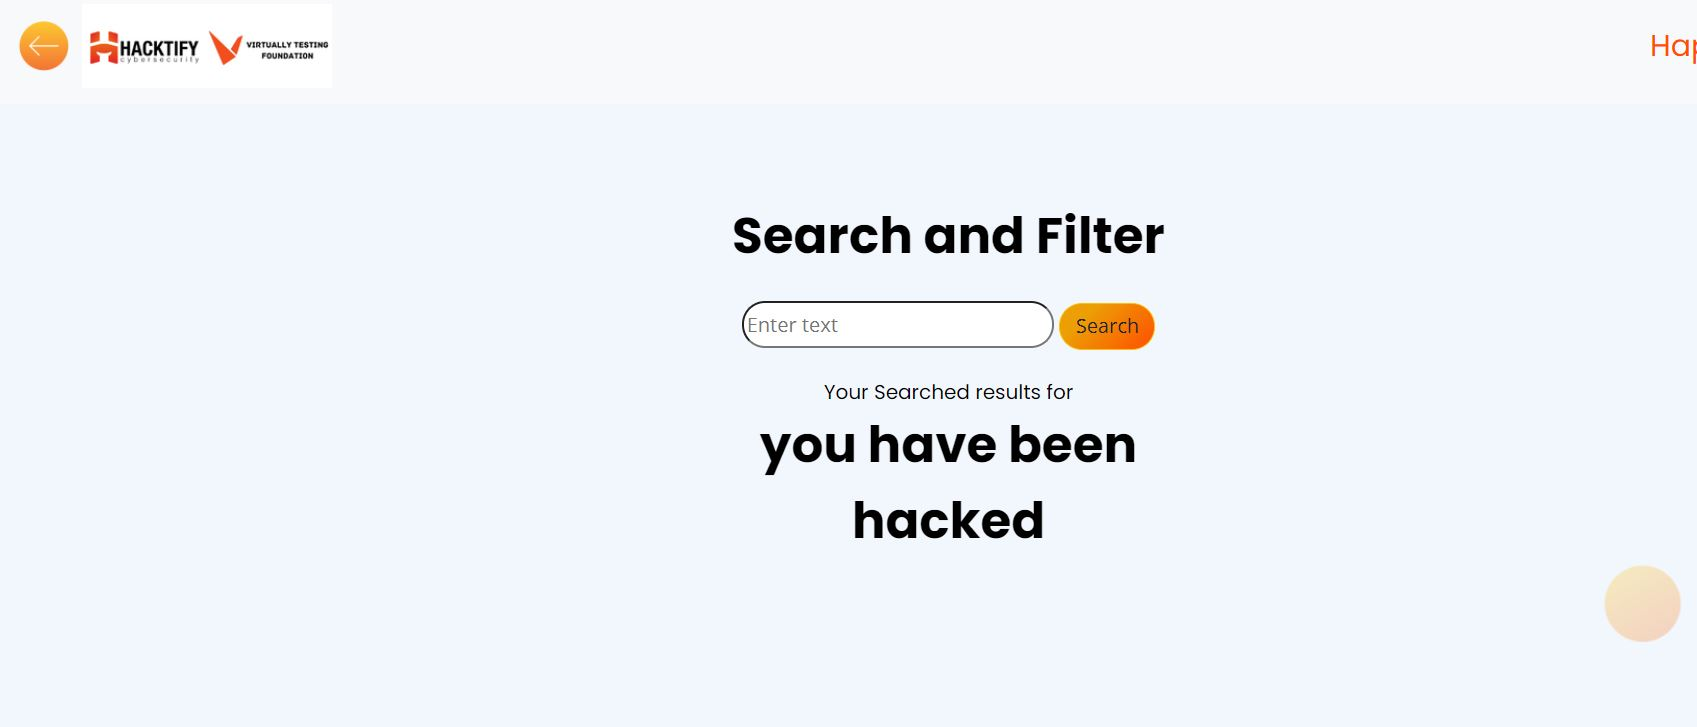 HACKTIFY
cybersecurity
VIRTUALLY TESTING
FOUNDATION
Hap
Search and Filter
Enter text
Search
Your Searched results for
you have been
hacked